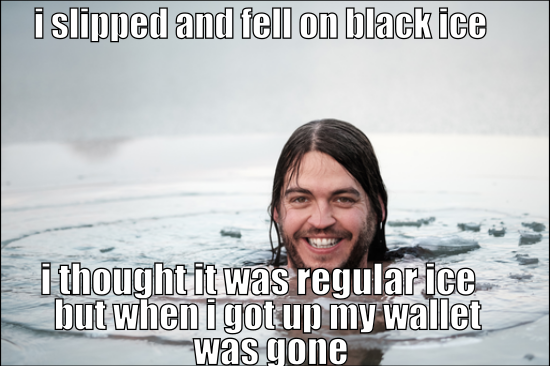 i slipped and fell on black ice
i thought it was regular ice
but when i got up my wallet
was gone